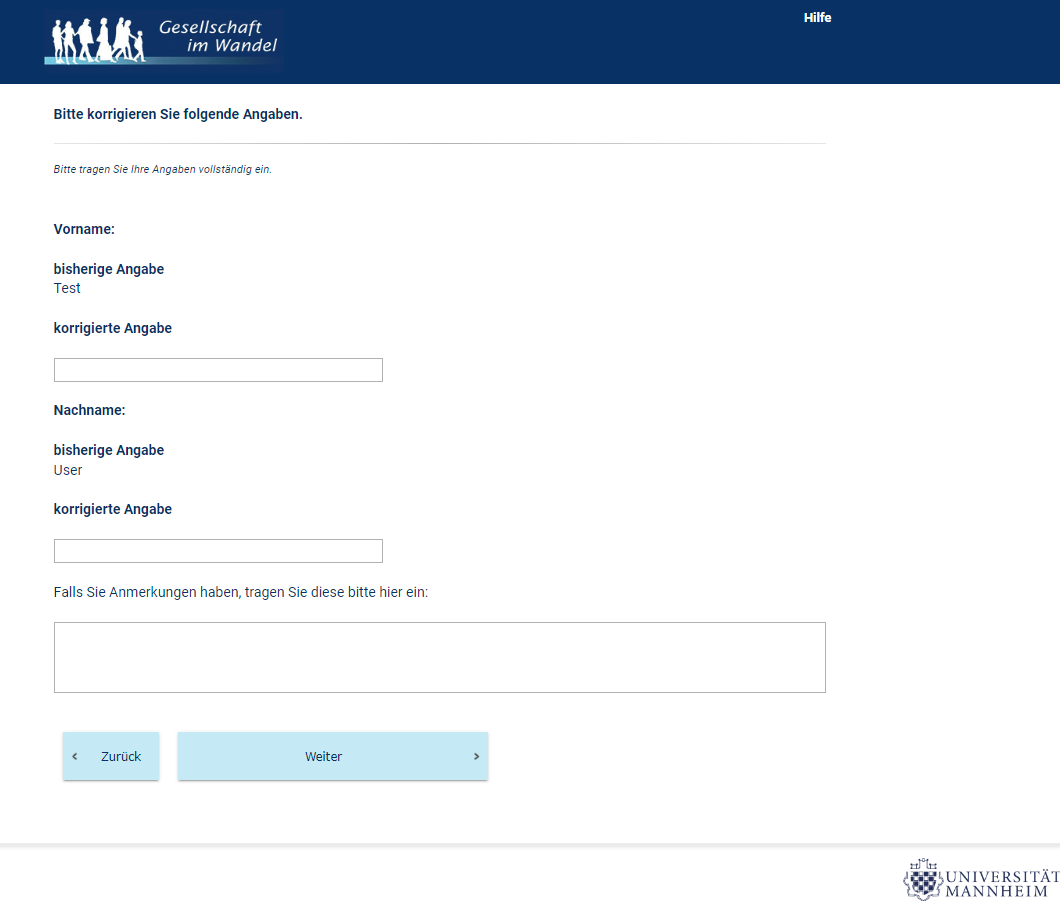 Gesellschaft
im Wandel
Hilfe
Bitte korrigieren Sie folgende Angaben.
Bitte tragen Sie Ihre Angaben vollständig ein.
Vorname:
bisherige Angabe
Test
korrigierte Angabe
Nachname:
bisherige Angabe
User
korrigierte Angabe
Falls Sie Anmerkungen haben, tragen Sie diese bitte hier ein:
‹ Zurück
Weiter ›
UNIVERSITÄT
MANNHEIM